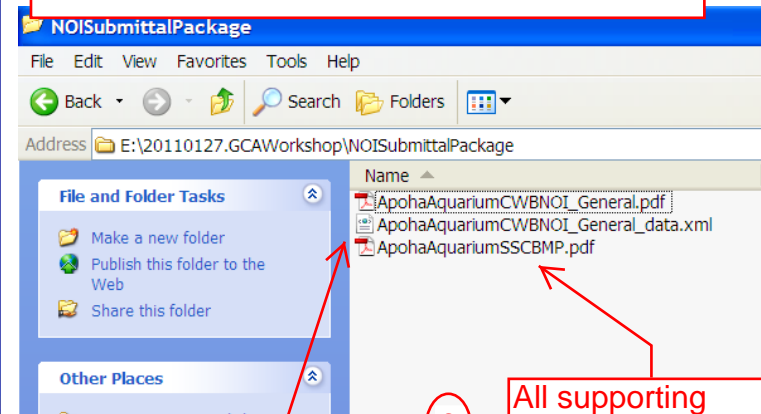 NOISubmittalPackage
File Edit View Favorites Tools Help
Back Search Folders
Address E:\20110127.GCAWorkshop\NOISubmittalPackage
Name
File and Folder Tasks
ApohaAquariumCWBNOI_General.pdf
ApohaAquariumCWBNOI_General_data.xml
ApohaAquariumSSCBMP.pdf
Make a new folder
Publish this folder to the
Web
Share this folder
Other Places
All supporting